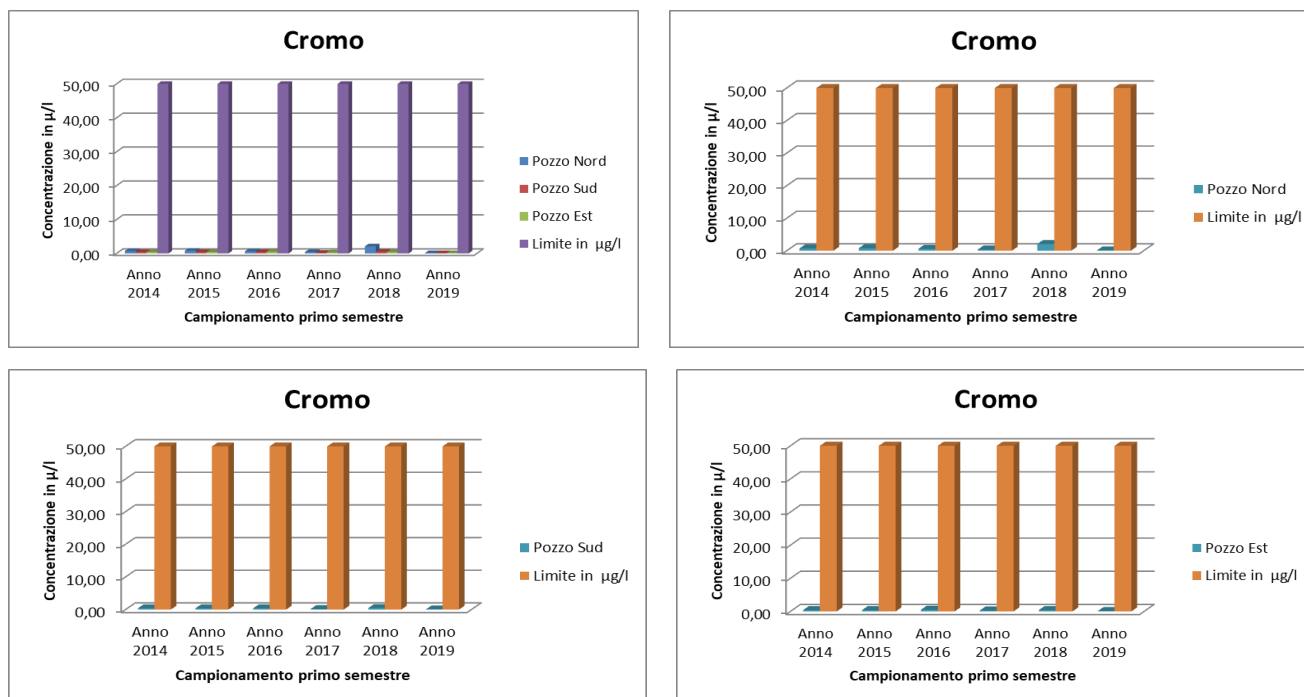 Cromo
Concentrazione in µ/l
50,00
40,00
30,00
20,00
10,00
0,00
Anno 2014
Anno 2015
Anno 2016
Anno 2017
Anno 2018
Anno 2019
Campionamento primo semestre
Pozzo Nord
Pozzo Sud
Pozzo Est
Limite in µg/l
Cromo
Concentrazione in µ/l
50,00
40,00
30,00
20,00
10,00
0,00
Anno 2014
Anno 2015
Anno 2016
Anno 2017
Anno 2018
Anno 2019
Campionamento primo semestre
Pozzo Nord
Limite in µg/l
Cromo
Concentrazione in µ/l
50,00
40,00
30,00
20,00
10,00
0,00
Anno 2014
Anno 2015
Anno 2016
Anno 2017
Anno 2018
Anno 2019
Campionamento primo semestre
Pozzo Sud
Limite in µg/l
Cromo
Concentrazione in µ/l
50,00
40,00
30,00
20,00
10,00
0,00
Anno 2014
Anno 2015
Anno 2016
Anno 2017
Anno 2018
Anno 2019
Campionamento primo semestre
Pozzo Est
Limite in µg/l